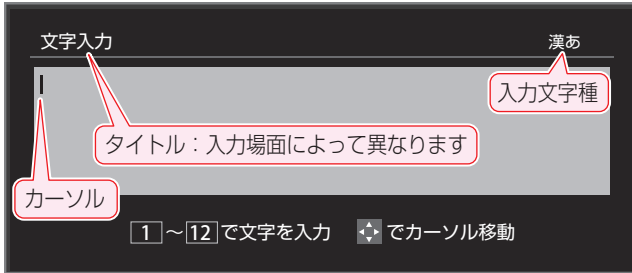 文字入力 漢あ
入力文字種
タイトル：入力場面によって異なります
カーソル
1～12で文字を入力 でカーソル移動